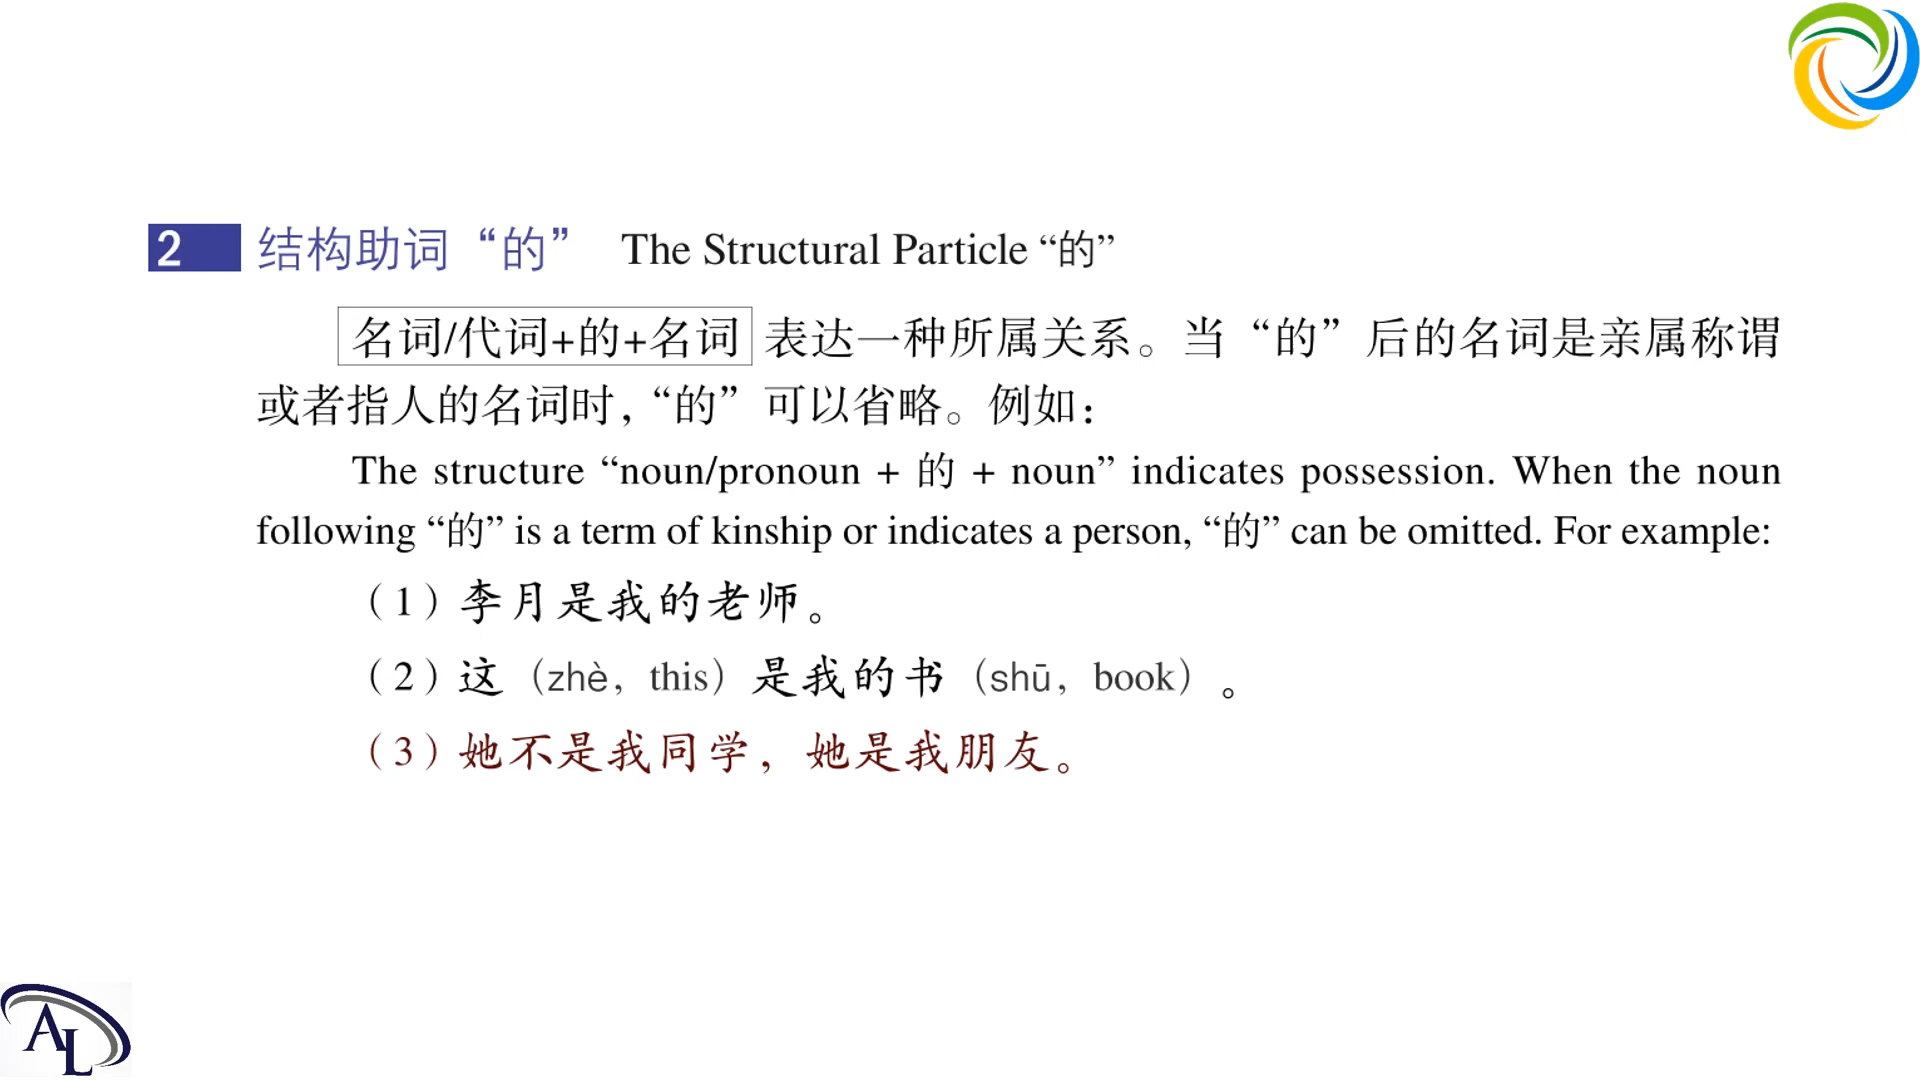 2 结构助词“的” The Structural Particle “的”
名词/代词+的+名词 表达一种所属关系。当“的”后的名词是亲属称谓
或者指人的名词时，“的”可以省略。例如：
The structure “noun/pronoun + 的 + noun” indicates possession. When the noun
following “的” is a term of kinship or indicates a person, “的” can be omitted. For example:
（1）李月是我的老师。
（2）这（zhè，this）是我的书（shū，book）。
（3）她不是我同学，她是我朋友。
AL